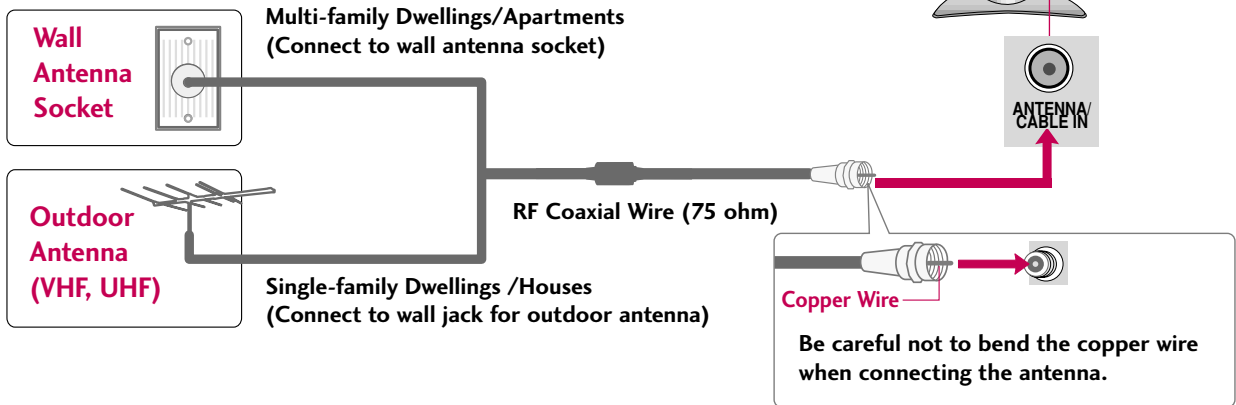 Wall
Antenna
Socket
Multi-family Dwellings/Apartments
(Connect to wall antenna socket)
ANTENNA/
CABLE IN
Outdoor
Antenna
(VHF, UHF)
RF Coaxial Wire (75 ohm)
Single-family Dwellings /Houses
(Connect to wall jack for outdoor antenna)
Copper Wire
Be careful not to bend the copper wire
when connecting the antenna.